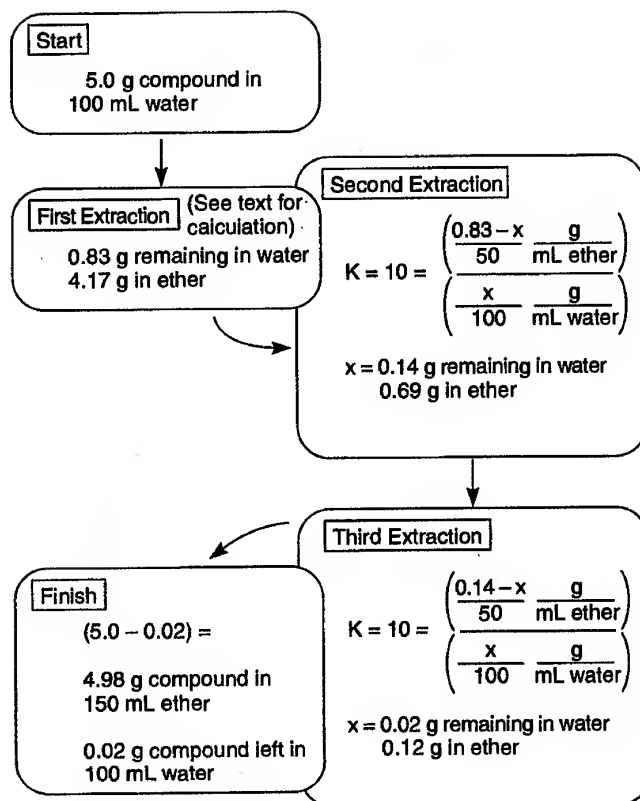 Start
5.0 g compound in
100 mL water
First Extraction (See text for calculation)
0.83 g remaining in water
4.17 g in ether
Second Extraction
K = 10 = (0.83 – x / 50 g / mL ether) / (x / 100 g / mL water)
x = 0.14 g remaining in water
0.69 g in ether
Third Extraction
K = 10 = (0.14 – x / 50 g / mL ether) / (x / 100 g / mL water)
x = 0.02 g remaining in water
0.12 g in ether
Finish
(5.0 – 0.02) =
4.98 g compound in
150 mL ether
0.02 g compound left in
100 mL water